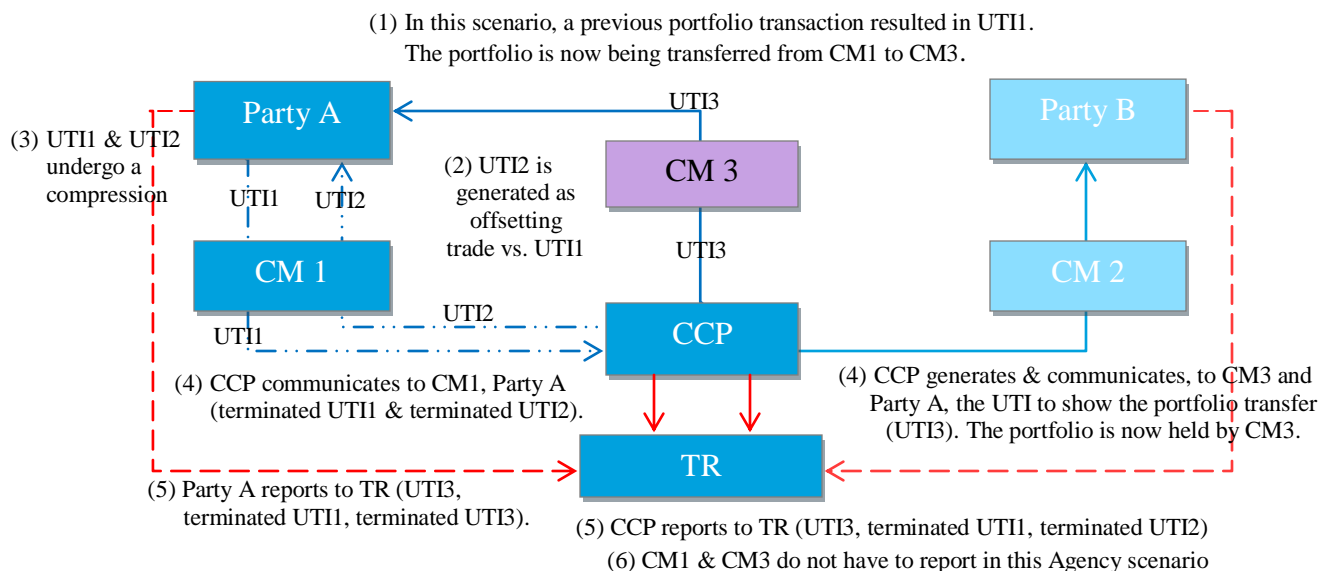 (1) In this scenario, a previous portfolio transaction resulted in UTI1.
The portfolio is now being transferred from CM1 to CM3.
Party A
UTI3
Party B
(3) UTI1 & UTI2
undergo a
compression
UTI1
UTI2
(2) UTI2 is
generated as
offsetting
trade vs. UTI1
CM 3
UTI3
CM 1
CM 2
UTI1
UTI2
CCP
(4) CCP communicates to CM1, Party A
(terminated UTI1 & terminated UTI2).
(4) CCP generates & communicates, to CM3 and
Party A, the UTI to show the portfolio transfer
(UTI3). The portfolio is now held by CM3.
TR
(5) Party A reports to TR (UTI3,
terminated UTI1, terminated UTI3).
(5) CCP reports to TR (UTI3, terminated UTI1, terminated UTI2)
(6) CM1 & CM3 do not have to report in this Agency scenario